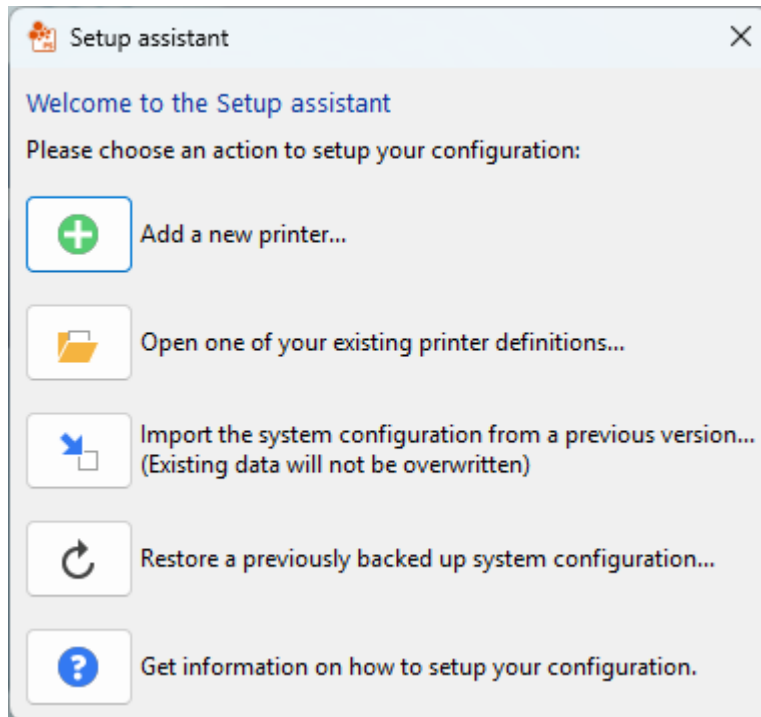 Setup assistant
Welcome to the Setup assistant
Please choose an action to setup your configuration:
Add a new printer...
Open one of your existing printer definitions...
Import the system configuration from a previous version...
(Existing data will not be overwritten)
Restore a previously backed up system configuration...
Get information on how to setup your configuration.